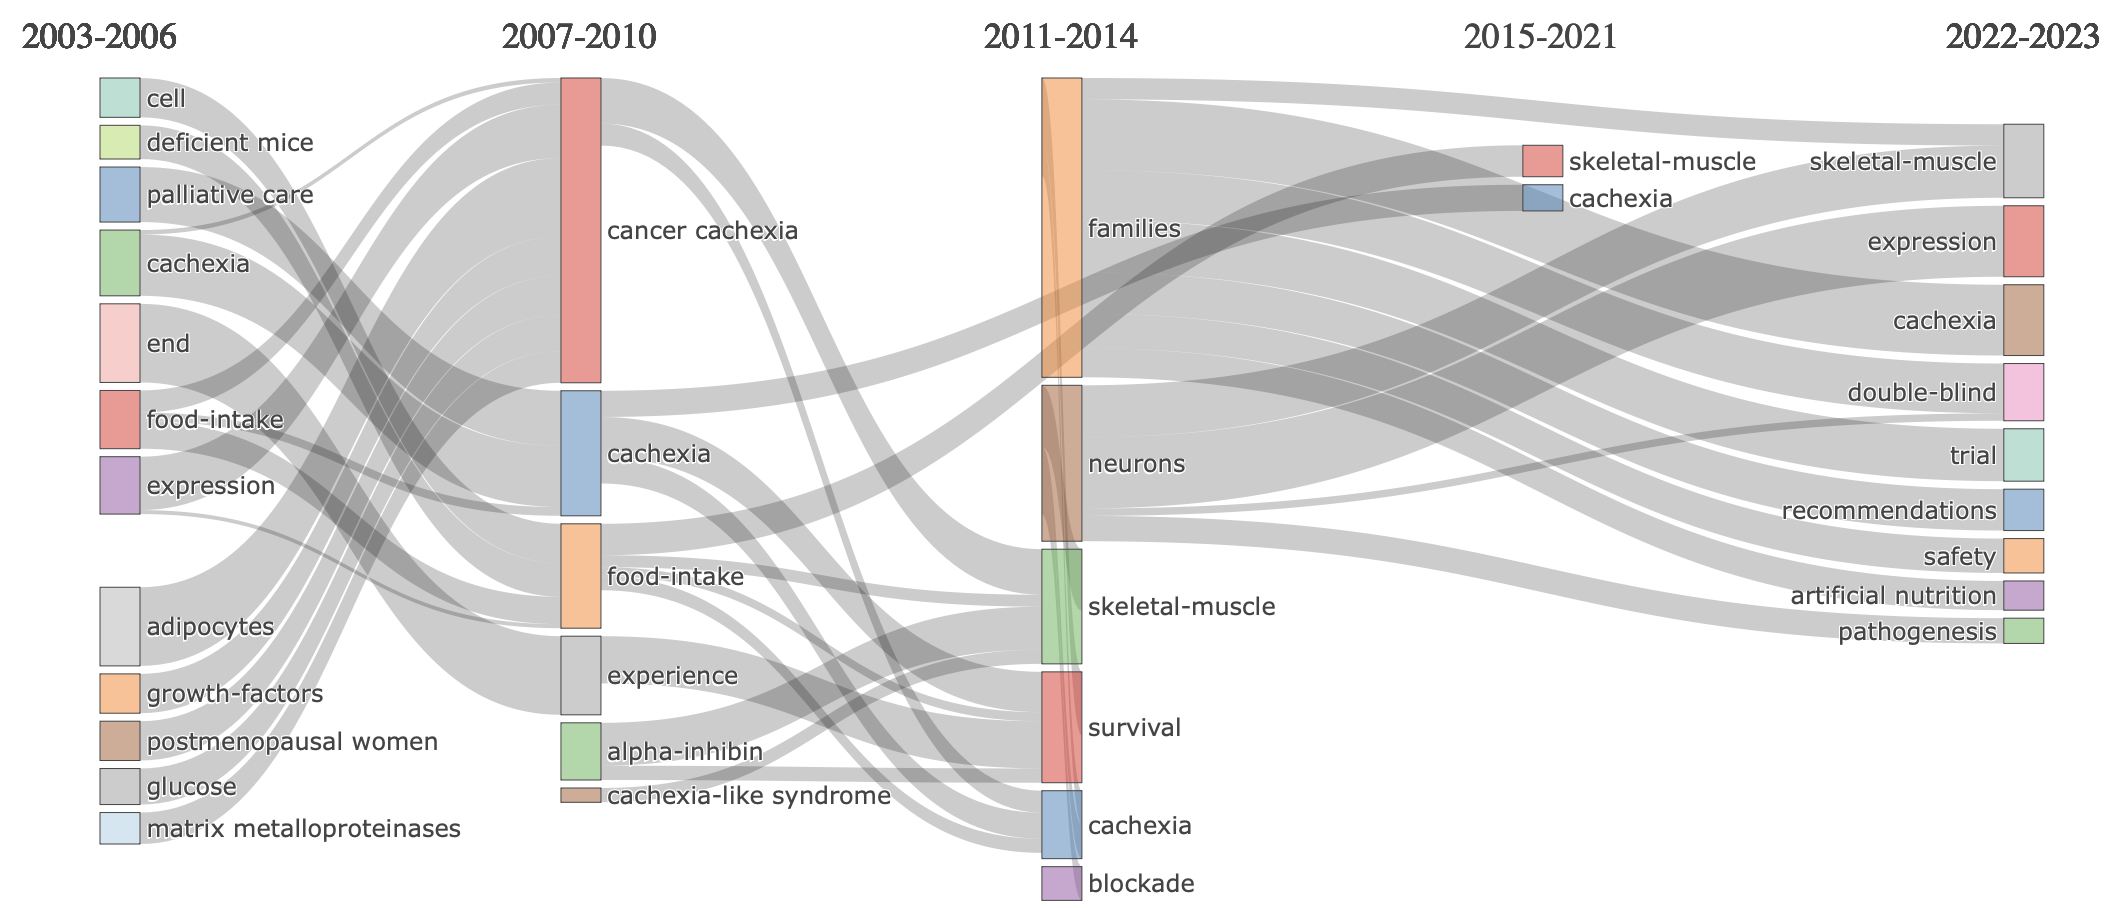 2003-2006
2007-2010
2011-2014
2015-2021
2022-2023
cell
deficient mice
palliative care
cachexia
end
food-intake
expression
adipocytes
growth-factors
postmenopausal women
glucose
matrix metalloproteinases
cancer cachexia
cachexia
food-intake
experience
alpha-inhibin
cachexia-like syndrome
families
neurons
skeletal-muscle
survival
cachexia
blockade
skeletal-muscle
cachexia
skeletal-muscle
expression
cachexia
double-blind
trial
recommendations
safety
artificial nutrition
pathogenesis